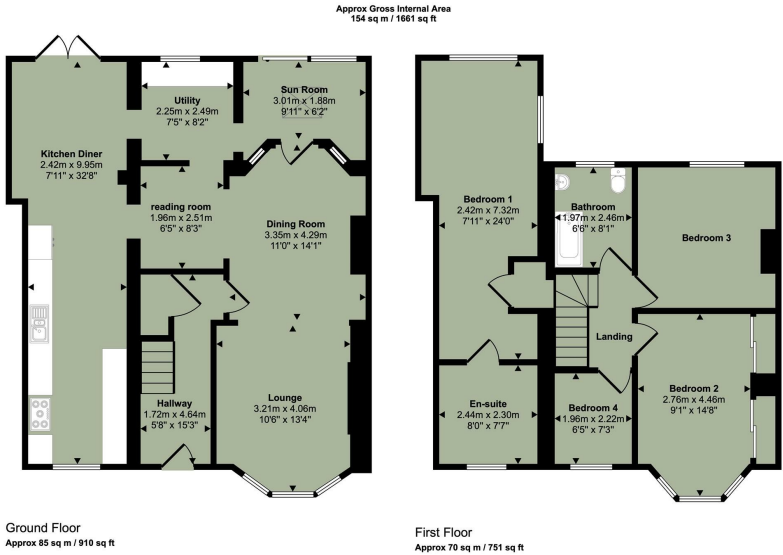 Approx Gross Internal Area
154 sq m / 1661 sq ft
Utility
2.25m x 2.49m
7'5" x 8'2"
Sun Room
3.01m x 1.88m
9'11" x 6'2"
Kitchen Diner
2.42m x 9.95m
7'11" x 32'8"
reading room
1.96m x 2.51m
6'5" x 8'3"
Dining Room
3.35m x 4.29m
11'0" x 14'1"
Hallway
1.72m x 4.64m
5'8" x 15'3"
Lounge
3.21m x 4.06m
10'6" x 13'4"
Ground Floor
Approx 85 sq m / 910 sq ft
Bedroom 1
2.42m x 7.32m
7'11" x 24'0"
Bathroom
1.97m x 2.46m
6'6" x 8'1"
Bedroom 3
Landing
En-suite
2.44m x 2.30m
8'0" x 7'7"
Bedroom 4
1.96m x 2.22m
6'5" x 7'3"
Bedroom 2
2.76m x 4.46m
9'1" x 14'8"
First Floor
Approx 70 sq m / 751 sq ft